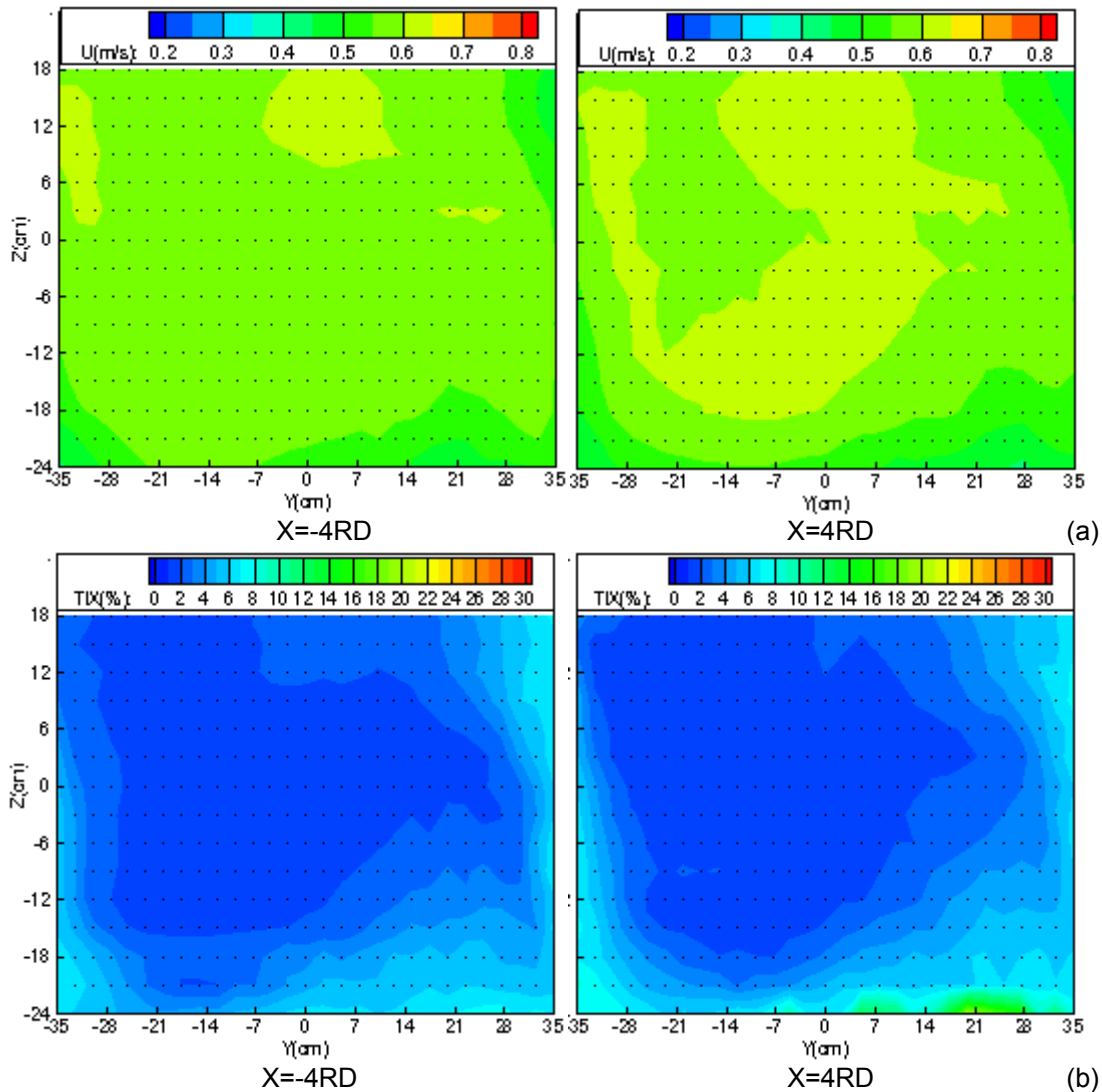 U(m/s): 0.2 0.3 0.4 0.5 0.6 0.7 0.8
U(m/s): 0.2 0.3 0.4 0.5 0.6 0.7 0.8
18
12
6
0
-6
-12
-18
-24
Z(cm)
-35 -28 -21 -14 -7 0 7 14 21 28 35
Y(cm)
-35 -28 -21 -14 -7 0 7 14 21 28 35
Y(cm)
X=-4RD X=4RD (a)
TIX(%): 0 2 4 6 8 10 12 14 16 18 20 22 24 26 28 30
TIX(%): 0 2 4 6 8 10 12 14 16 18 20 22 24 26 28 30
18
12
6
0
-6
-12
-18
-24
Z(cm)
-35 -28 -21 -14 -7 0 7 14 21 28 35
Y(cm)
-35 -28 -21 -14 -7 0 7 14 21 28 35
Y(cm)
X=-4RD X=4RD (b)